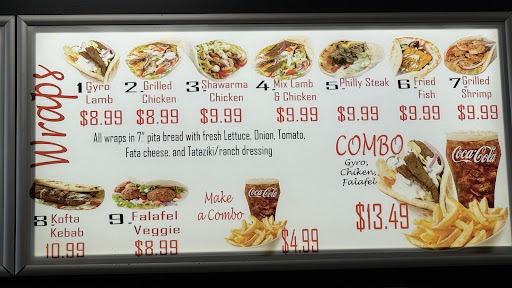 Wraps
1 Gyro Lamb $8.99
2. Grilled Chicken $8.99
3. Shawarma Chicken $9.99
4. Mix Lamb & Chicken $9.99
5. Philly Steak $9.99
6. Fried Fish $9.99
7. Grilled Shrimp $9.99
All wraps in 7" pita bread with fresh Lettuce, Onion, Tomato,
Fata cheese, and Tataziki/ranch dressing
COMBO
Gyro,
Chiken,
Falafel
$13.49
Coca-Cola
8 Kofta Kebab 10.99
9. Falafel Veggie $8.99
Make
a Combo
Coca-Cola
$4.99